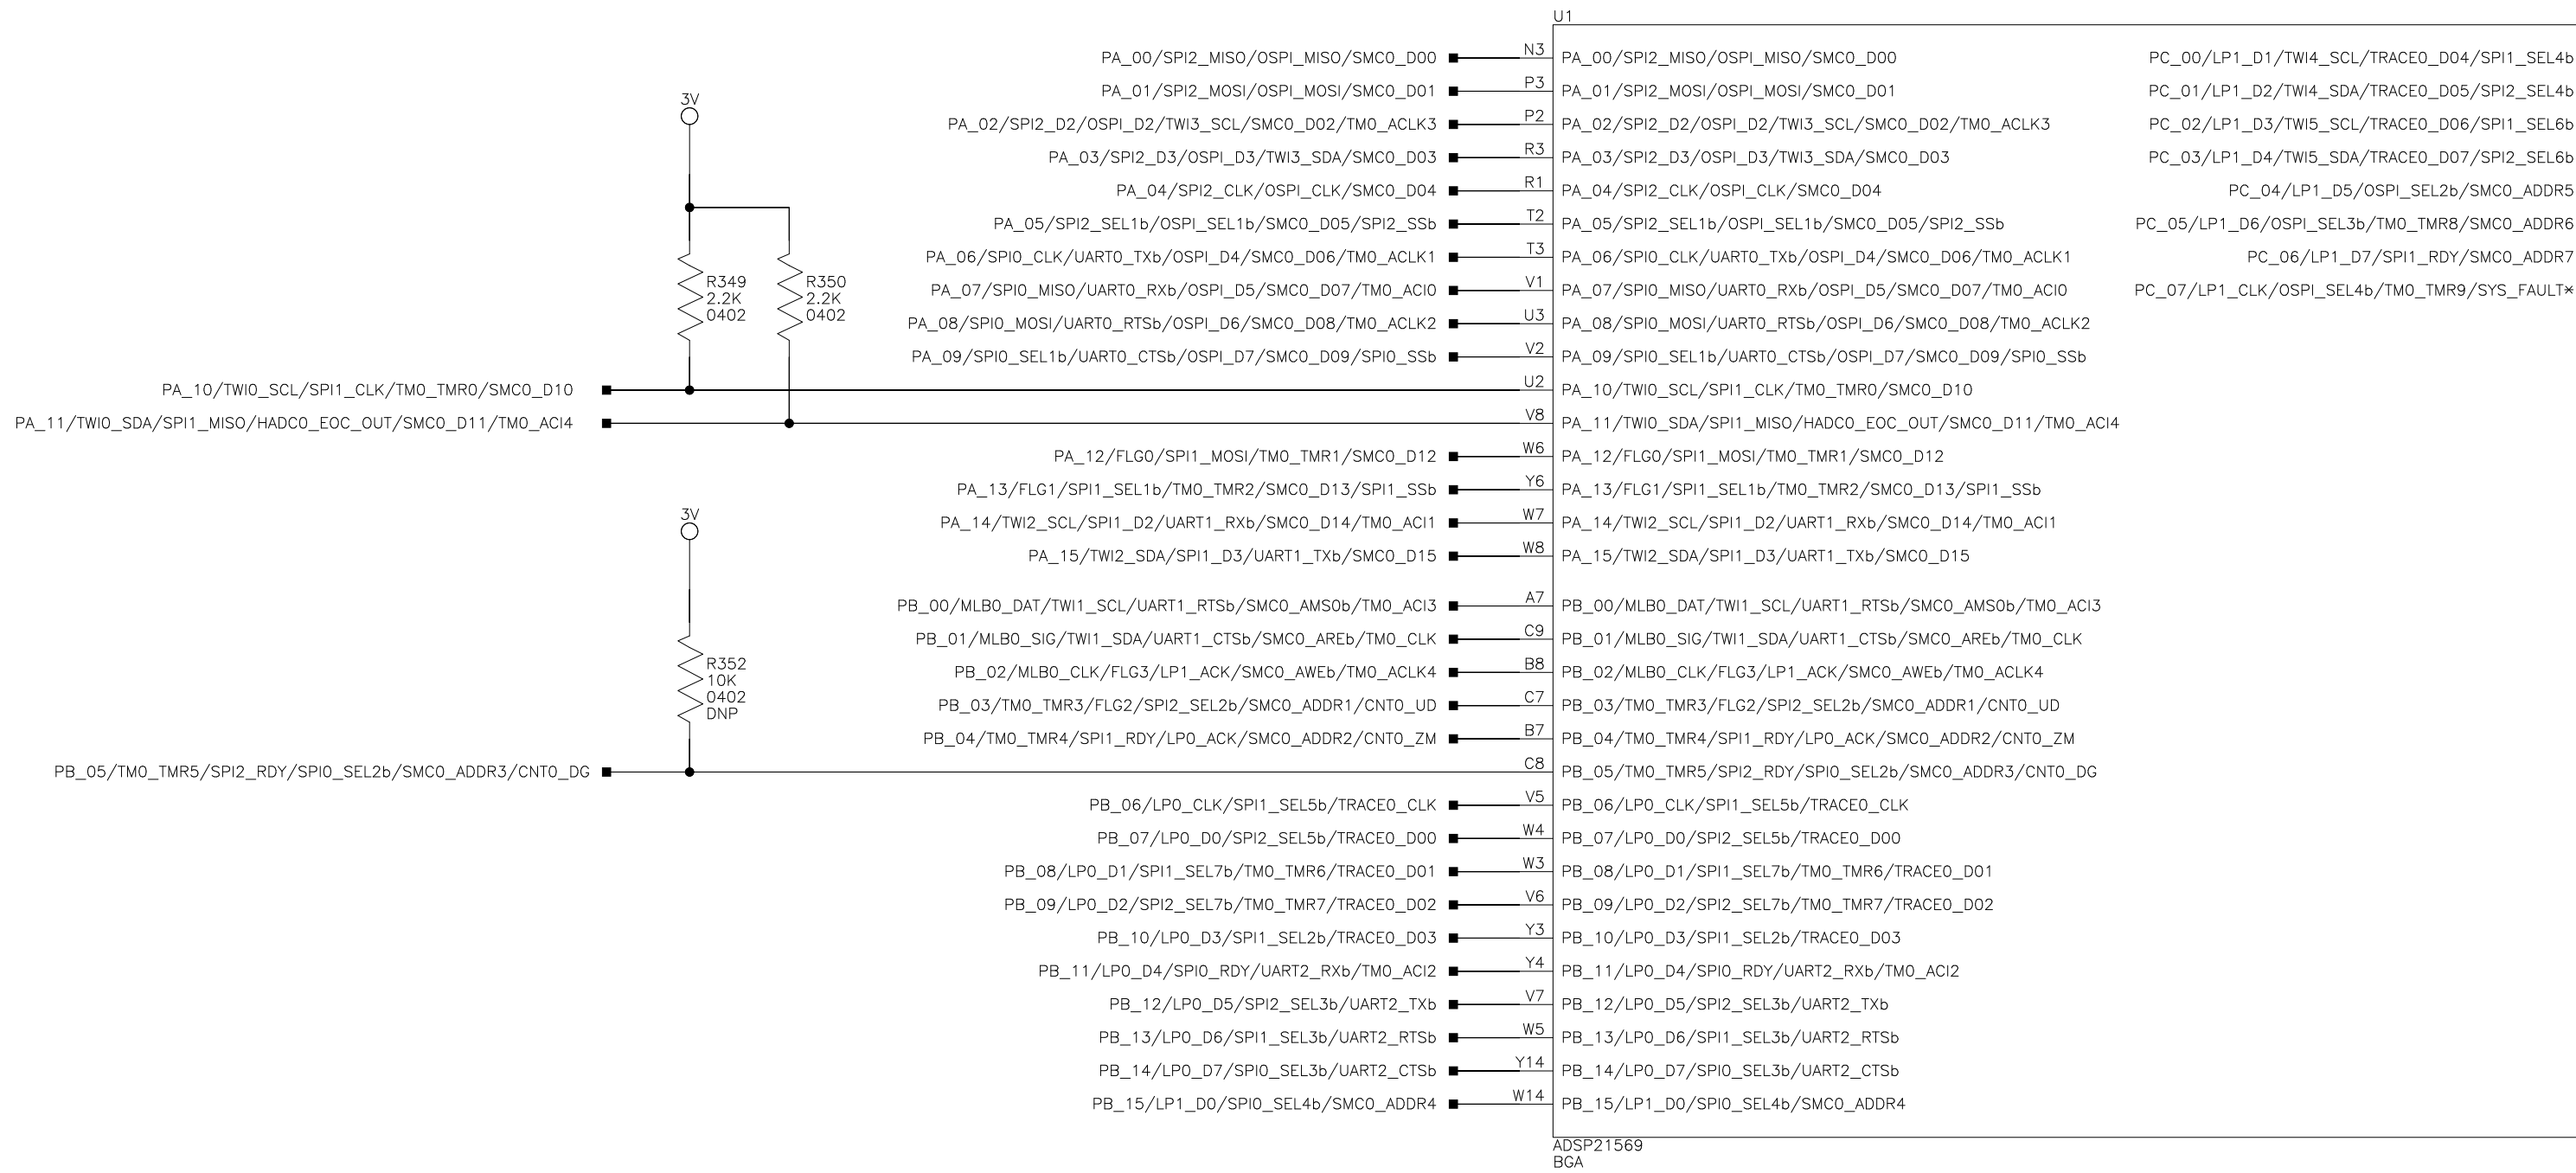 U1
PA_00/SPI2_MISO/OSPI_MISO/SMC0_D00 N3 PA_00/SPI2_MISO/OSPI_MISO/SMC0_D00 PC_00/LP1_D1/TWI4_SCL/TRACE0_D04/SPI1_SEL4b
PA_01/SPI2_MOSI/OSPI_MOSI/SMC0_D01 P3 PA_01/SPI2_MOSI/OSPI_MOSI/SMC0_D01 PC_01/LP1_D2/TWI4_SDA/TRACE0_D05/SPI2_SEL4b
3V
PA_02/SPI2_D2/OSPI_D2/TWI3_SCL/SMC0_D02/TM0_ACLK3 P2 PA_02/SPI2_D2/OSPI_D2/TWI3_SCL/SMC0_D02/TM0_ACLK3 PC_02/LP1_D3/TWI5_SCL/TRACE0_D06/SPI1_SEL6b
PA_03/SPI2_D3/OSPI_D3/TWI3_SDA/SMC0_D03 R3 PA_03/SPI2_D3/OSPI_D3/TWI3_SDA/SMC0_D03 PC_03/LP1_D4/TWI5_SDA/TRACE0_D07/SPI2_SEL6b
PA_04/SPI2_CLK/OSPI_CLK/SMC0_D04 R1 PA_04/SPI2_CLK/OSPI_CLK/SMC0_D04 PC_04/LP1_D5/OSPI_SEL2b/SMC0_ADDR5
PA_05/SPI2_SEL1b/OSPI_SEL1b/SMC0_D05/SPI2_SSb T2 PA_05/SPI2_SEL1b/OSPI_SEL1b/SMC0_D05/SPI2_SSb PC_05/LP1_D6/OSPI_SEL3b/TM0_TMR8/SMC0_ADDR6
PA_06/SPI0_CLK/UART0_TXb/OSPI_D4/SMC0_D06/TM0_ACLK1 T3 PA_06/SPI0_CLK/UART0_TXb/OSPI_D4/SMC0_D06/TM0_ACLK1 PC_06/LP1_D7/SPI1_RDY/SMC0_ADDR7
R349 R350
2.2K 2.2K
0402 0402
PA_07/SPI0_MISO/UART0_RXb/OSPI_D5/SMC0_D07/TM0_ACI0 V1 PA_07/SPI0_MISO/UART0_RXb/OSPI_D5/SMC0_D07/TM0_ACI0 PC_07/LP1_CLK/OSPI_SEL4b/TM0_TMR9/SYS_FAULT*
PA_08/SPI0_MOSI/UART0_RTSb/OSPI_D6/SMC0_D08/TM0_ACLK2 U3 PA_08/SPI0_MOSI/UART0_RTSb/OSPI_D6/SMC0_D08/TM0_ACLK2
PA_09/SPI0_SEL1b/UART0_CTSb/OSPI_D7/SMC0_D09/SPI0_SSb V2 PA_09/SPI0_SEL1b/UART0_CTSb/OSPI_D7/SMC0_D09/SPI0_SSb
PA_10/TWI0_SCL/SPI1_CLK/TM0_TMR0/SMC0_D10 U2 PA_10/TWI0_SCL/SPI1_CLK/TM0_TMR0/SMC0_D10
PA_11/TWI0_SDA/SPI1_MISO/HADC0_EOC_OUT/SMC0_D11/TM0_ACI4 V8 PA_11/TWI0_SDA/SPI1_MISO/HADC0_EOC_OUT/SMC0_D11/TM0_ACI4
PA_12/FLG0/SPI1_MOSI/TM0_TMR1/SMC0_D12 W6 PA_12/FLG0/SPI1_MOSI/TM0_TMR1/SMC0_D12
PA_13/FLG1/SPI1_SEL1b/TM0_TMR2/SMC0_D13/SPI1_SSb Y6 PA_13/FLG1/SPI1_SEL1b/TM0_TMR2/SMC0_D13/SPI1_SSb
3V
PA_14/TWI2_SCL/SPI1_D2/UART1_RXb/SMC0_D14/TM0_ACI1 W7 PA_14/TWI2_SCL/SPI1_D2/UART1_RXb/SMC0_D14/TM0_ACI1
PA_15/TWI2_SDA/SPI1_D3/UART1_TXb/SMC0_D15 W8 PA_15/TWI2_SDA/SPI1_D3/UART1_TXb/SMC0_D15
PB_00/MLB0_DAT/TWI1_SCL/UART1_RTSb/SMC0_AMS0b/TM0_ACI3 A7 PB_00/MLB0_DAT/TWI1_SCL/UART1_RTSb/SMC0_AMS0b/TM0_ACI3
PB_01/MLB0_SIG/TWI1_SDA/UART1_CTSb/SMC0_AREb/TM0_CLK C9 PB_01/MLB0_SIG/TWI1_SDA/UART1_CTSb/SMC0_AREb/TM0_CLK
R352
10K
0402
DNP
PB_02/MLB0_CLK/FLG3/LP1_ACK/SMC0_AWEb/TM0_ACLK4 B8 PB_02/MLB0_CLK/FLG3/LP1_ACK/SMC0_AWEb/TM0_ACLK4
PB_03/TM0_TMR3/FLG2/SPI2_SEL2b/SMC0_ADDR1/CNT0_UD C7 PB_03/TM0_TMR3/FLG2/SPI2_SEL2b/SMC0_ADDR1/CNT0_UD
PB_04/TM0_TMR4/SPI1_RDY/LP0_ACK/SMC0_ADDR2/CNT0_ZM B7 PB_04/TM0_TMR4/SPI1_RDY/LP0_ACK/SMC0_ADDR2/CNT0_ZM
PB_05/TM0_TMR5/SPI2_RDY/SPI0_SEL2b/SMC0_ADDR3/CNT0_DG C8 PB_05/TM0_TMR5/SPI2_RDY/SPI0_SEL2b/SMC0_ADDR3/CNT0_DG
PB_06/LP0_CLK/SPI1_SEL5b/TRACE0_CLK V5 PB_06/LP0_CLK/SPI1_SEL5b/TRACE0_CLK
PB_07/LP0_D0/SPI2_SEL5b/TRACE0_D00 W4 PB_07/LP0_D0/SPI2_SEL5b/TRACE0_D00
PB_08/LP0_D1/SPI1_SEL7b/TM0_TMR6/TRACE0_D01 W3 PB_08/LP0_D1/SPI1_SEL7b/TM0_TMR6/TRACE0_D01
PB_09/LP0_D2/SPI2_SEL7b/TM0_TMR7/TRACE0_D02 V6 PB_09/LP0_D2/SPI2_SEL7b/TM0_TMR7/TRACE0_D02
PB_10/LP0_D3/SPI1_SEL2b/TRACE0_D03 Y3 PB_10/LP0_D3/SPI1_SEL2b/TRACE0_D03
PB_11/LP0_D4/SPI0_RDY/UART2_RXb/TM0_ACI2 Y4 PB_11/LP0_D4/SPI0_RDY/UART2_RXb/TM0_ACI2
PB_12/LP0_D5/SPI2_SEL3b/UART2_TXb V7 PB_12/LP0_D5/SPI2_SEL3b/UART2_TXb
PB_13/LP0_D6/SPI1_SEL3b/UART2_RTSb W5 PB_13/LP0_D6/SPI1_SEL3b/UART2_RTSb
PB_14/LP0_D7/SPI0_SEL3b/UART2_CTSb Y14 PB_14/LP0_D7/SPI0_SEL3b/UART2_CTSb
PB_15/LP1_D0/SPI0_SEL4b/SMC0_ADDR4 W14 PB_15/LP1_D0/SPI0_SEL4b/SMC0_ADDR4
ADSP21569
BGA